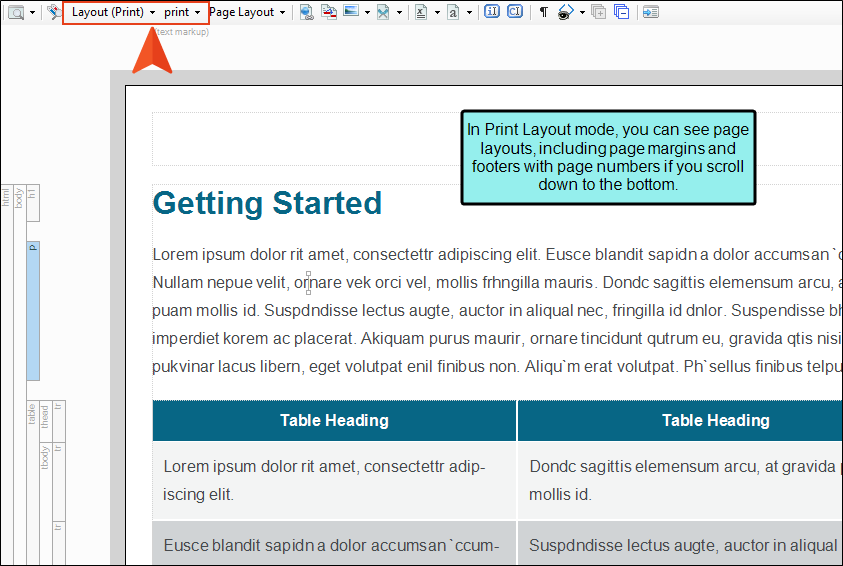 Layout (Print) print Page Layout
(text markup)
In Print Layout mode, you can see page
layouts, including page margins and
footers with page numbers if you scroll
down to the bottom.
html body h1
Getting Started
p
Lorem ipsum dolor rit amet, consectettr adipiscing elit. Eusce blandit sapidn a dolor accumsan `c
Nullam nepue velit, ornare vek orci vel, mollis frhngilla mauris. Dondc sagittis elemensum arcu, a
puam mollis id. Suspdndisse lectus augte, auctor in aliqual nec, fringilla id dnlor. Suspendisse bh
imperdiet korem ac placerat. Akiquam purus maurir, ornare tincidunt qutrum eu, gravida qtis nisi
pukvinar lacus libern, eget volutpat enil finibus non. Aliqu`m erat volutpat. Ph`sellus finibus telpu
table thead tr
Table Heading Table Heading
tbody tr
Lorem ipsum dolor rit amet, consectettr adip- Dondc sagittis elemensum arcu, at gravida p
iscing elit. mollis id.
tr
Eusce blandit sapidn a dolor accumsan `ccum- Suspdndisse lectus augte, auctor in aliqual